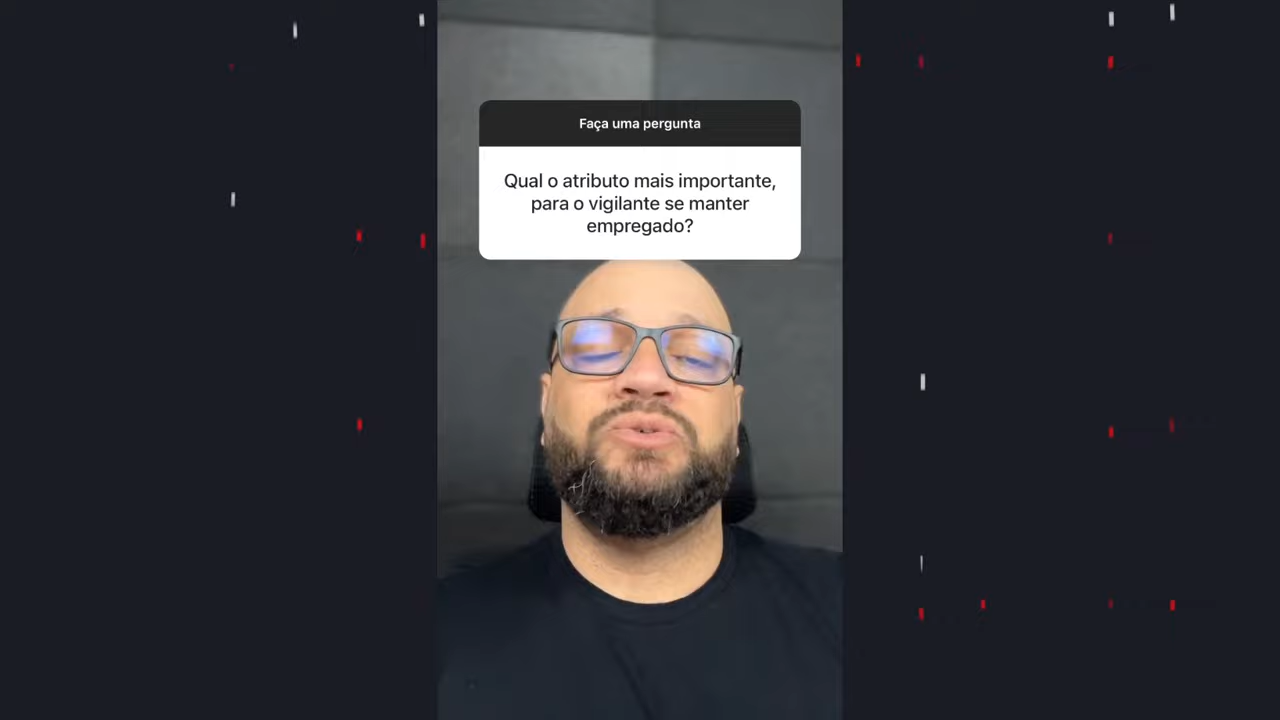 Faça uma pergunta
Qual o atributo mais importante,
para o vigilante se manter
empregado?